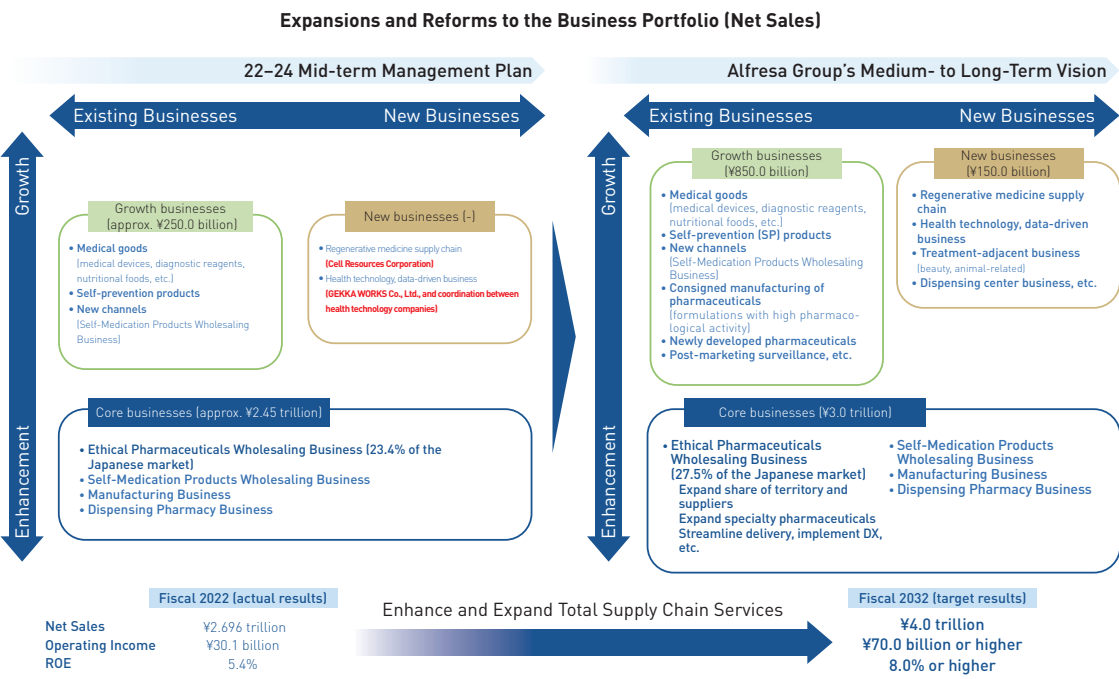 Expansions and Reforms to the Business Portfolio (Net Sales)
22–24 Mid-term Management Plan
Existing Businesses
New Businesses
Growth
Enhancement
Growth businesses
(approx. ¥250.0 billion)
• Medical goods
(medical devices, diagnostic reagents,
nutritional foods, etc.)
• Self-prevention products
• New channels
(Self-Medication Products Wholesaling
Business)
New businesses (-)
• Regenerative medicine supply chain
(Cell Resources Corporation)
• Health technology, data-driven business
(GEKKA WORKS Co., Ltd., and coordination between
health technology companies)
Core businesses (approx. ¥2.45 trillion)
• Ethical Pharmaceuticals Wholesaling Business (23.4% of the
Japanese market)
• Self-Medication Products Wholesaling Business
• Manufacturing Business
• Dispensing Pharmacy Business
Alfresa Group's Medium- to Long-Term Vision
Existing Businesses
New Businesses
Growth
Enhancement
Growth businesses
(¥850.0 billion)
• Medical goods
(medical devices, diagnostic reagents,
nutritional foods, etc.)
• Self-prevention (SP) products
• New channels
(Self-Medication Products Wholesaling
Business)
• Consigned manufacturing of
pharmaceuticals
(formulations with high pharmaco-
logical activity)
• Newly developed pharmaceuticals
• Post-marketing surveillance, etc.
New businesses
(¥150.0 billion)
• Regenerative medicine supply
chain
• Health technology, data-driven
business
• Treatment-adjacent business
(beauty, animal-related)
• Dispensing center business, etc.
Core businesses (¥3.0 trillion)
• Ethical Pharmaceuticals
Wholesaling Business
(27.5% of the Japanese market)
Expand share of territory and
suppliers
Expand specialty pharmaceuticals
Streamline delivery, implement DX,
etc.
• Self-Medication Products
Wholesaling Business
• Manufacturing Business
• Dispensing Pharmacy Business
Fiscal 2022 (actual results)
Net Sales ¥2.696 trillion
Operating Income ¥30.1 billion
ROE 5.4%
Enhance and Expand Total Supply Chain Services
Fiscal 2032 (target results)
¥4.0 trillion
¥70.0 billion or higher
8.0% or higher